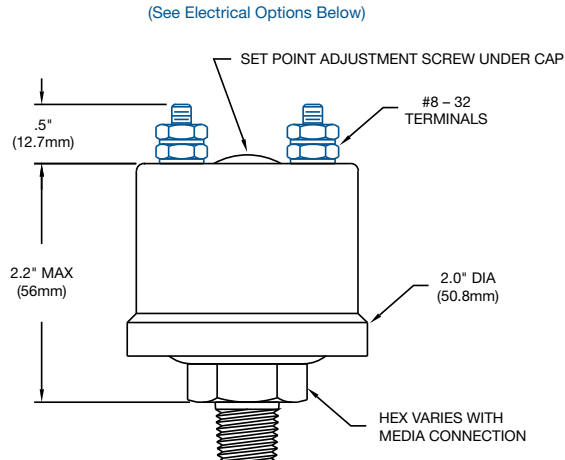 (See Electrical Options Below)
SET POINT ADJUSTMENT SCREW UNDER CAP
#8 – 32
TERMINALS
.5"
(12.7mm)
2.2" MAX
(56mm)
2.0" DIA
(50.8mm)
HEX VARIES WITH
MEDIA CONNECTION